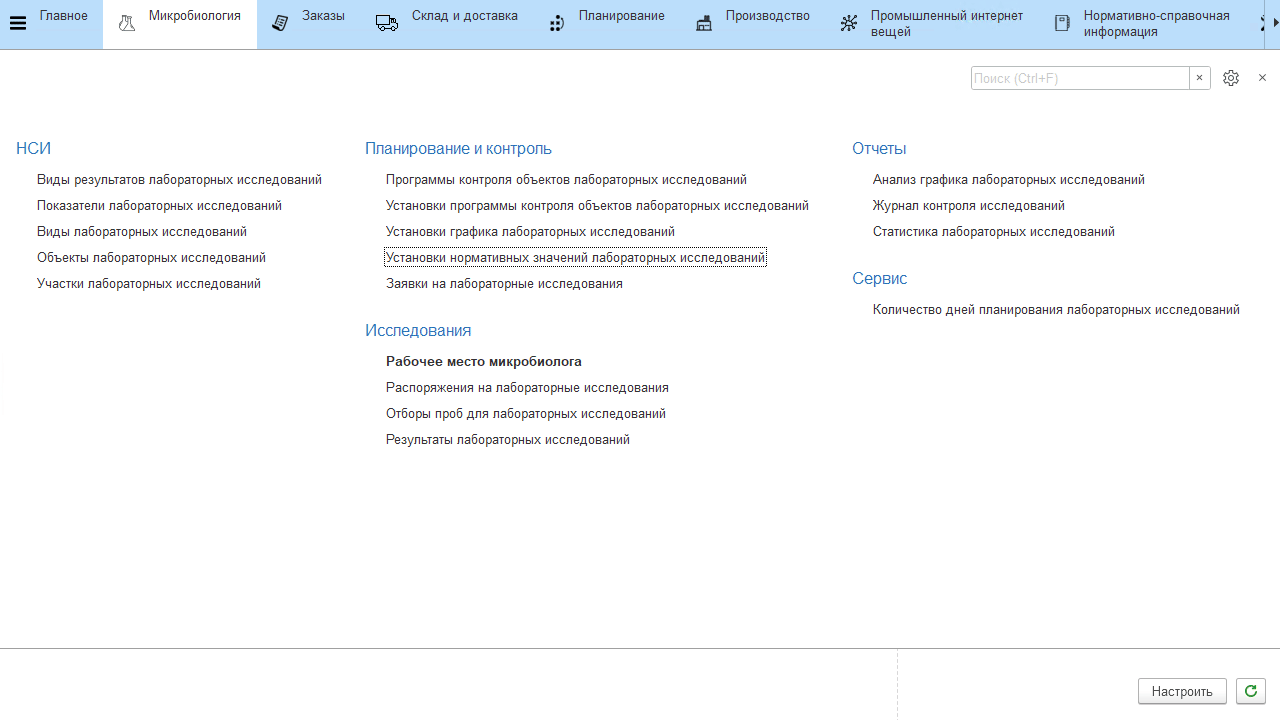 Главное
Микробиология
Заказы
Склад и доставка
Планирование
Производство
Промышленный интернет
вещей
Нормативно-справочная
информация
Поиск (Ctrl+F)
НСИ
Виды результатов лабораторных исследований
Показатели лабораторных исследований
Виды лабораторных исследований
Объекты лабораторных исследований
Участки лабораторных исследований
Планирование и контроль
Программы контроля объектов лабораторных исследований
Установки программы контроля объектов лабораторных исследований
Установки графика лабораторных исследований
Установки нормативных значений лабораторных исследований
Заявки на лабораторные исследования
Исследования
Рабочее место микробиолога
Распоряжения на лабораторные исследования
Отборы проб для лабораторных исследований
Результаты лабораторных исследований
Отчеты
Анализ графика лабораторных исследований
Журнал контроля исследований
Статистика лабораторных исследований
Сервис
Количество дней планирования лабораторных исследований
Настроить